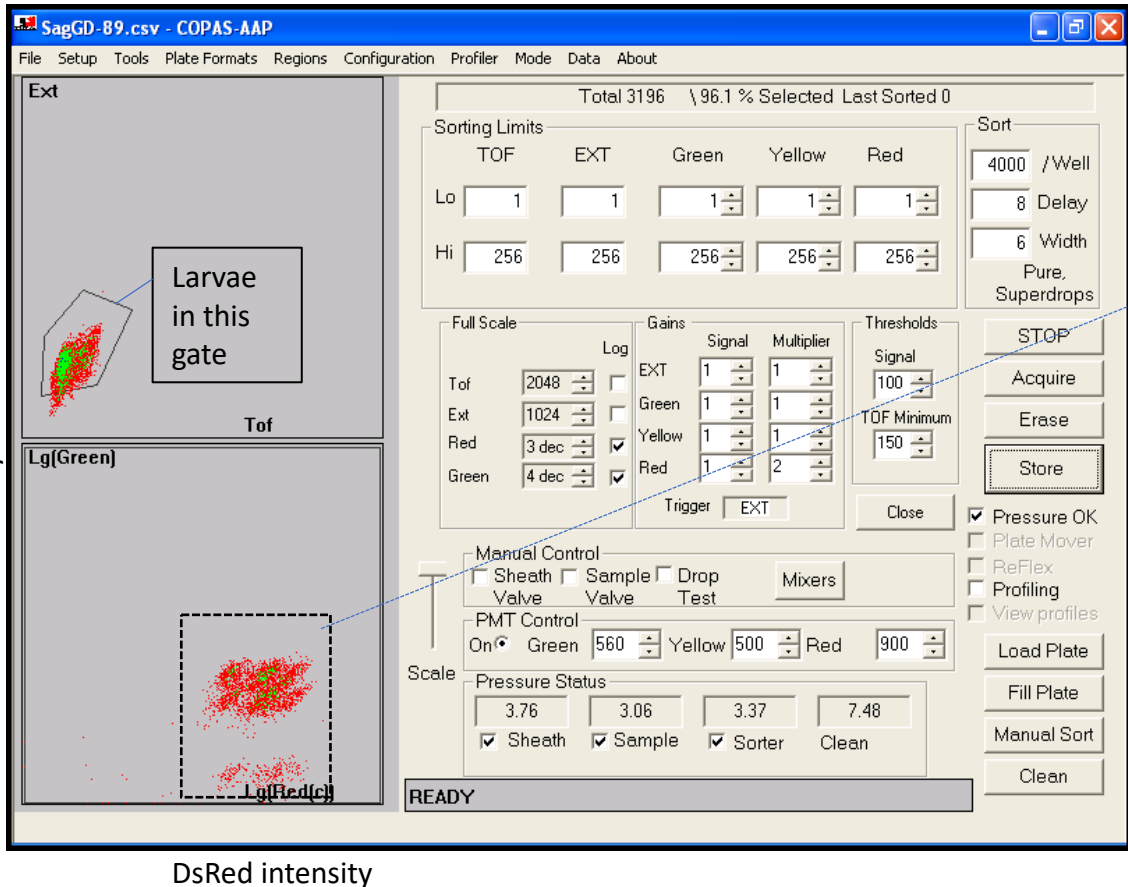 SagGD-89.csv - COPAS-AAP
File Setup Tools Plate Formats Regions Configuration Profiler Mode Data About
Ext
Larvae
in this
gate
Tof
Lg(Green)
Lg(Red(c))
DsRed intensity
Total 3196 \ 96.1 % Selected Last Sorted 0
Sorting Limits
TOF EXT Green Yellow Red
Lo 1 1 1 1 1
Hi 256 256 256 256 256
Sort
4000 /Well
8 Delay
6 Width
Pure,
Superdrops
Full Scale
Log
Tof 2048
Ext 1024
Red 3 dec
Green 4 dec
Gains
Signal Multiplier
EXT 1 1
Green 1 1
Yellow 1 1
Red 1 2
Trigger EXT
Thresholds
Signal
100
TOF Minimum
150
Close
STOP
Acquire
Erase
Store
Pressure OK
Plate Mover
ReFlex
Profiling
View profiles
Load Plate
Fill Plate
Manual Sort
Clean
Manual Control
Sheath Valve
Sample Valve
Drop Test
Mixers
PMT Control
On Green 560 Yellow 500 Red 900
Scale
Pressure Status
3.76 3.06 3.37 7.48
Sheath Sample Sorter Clean
READY